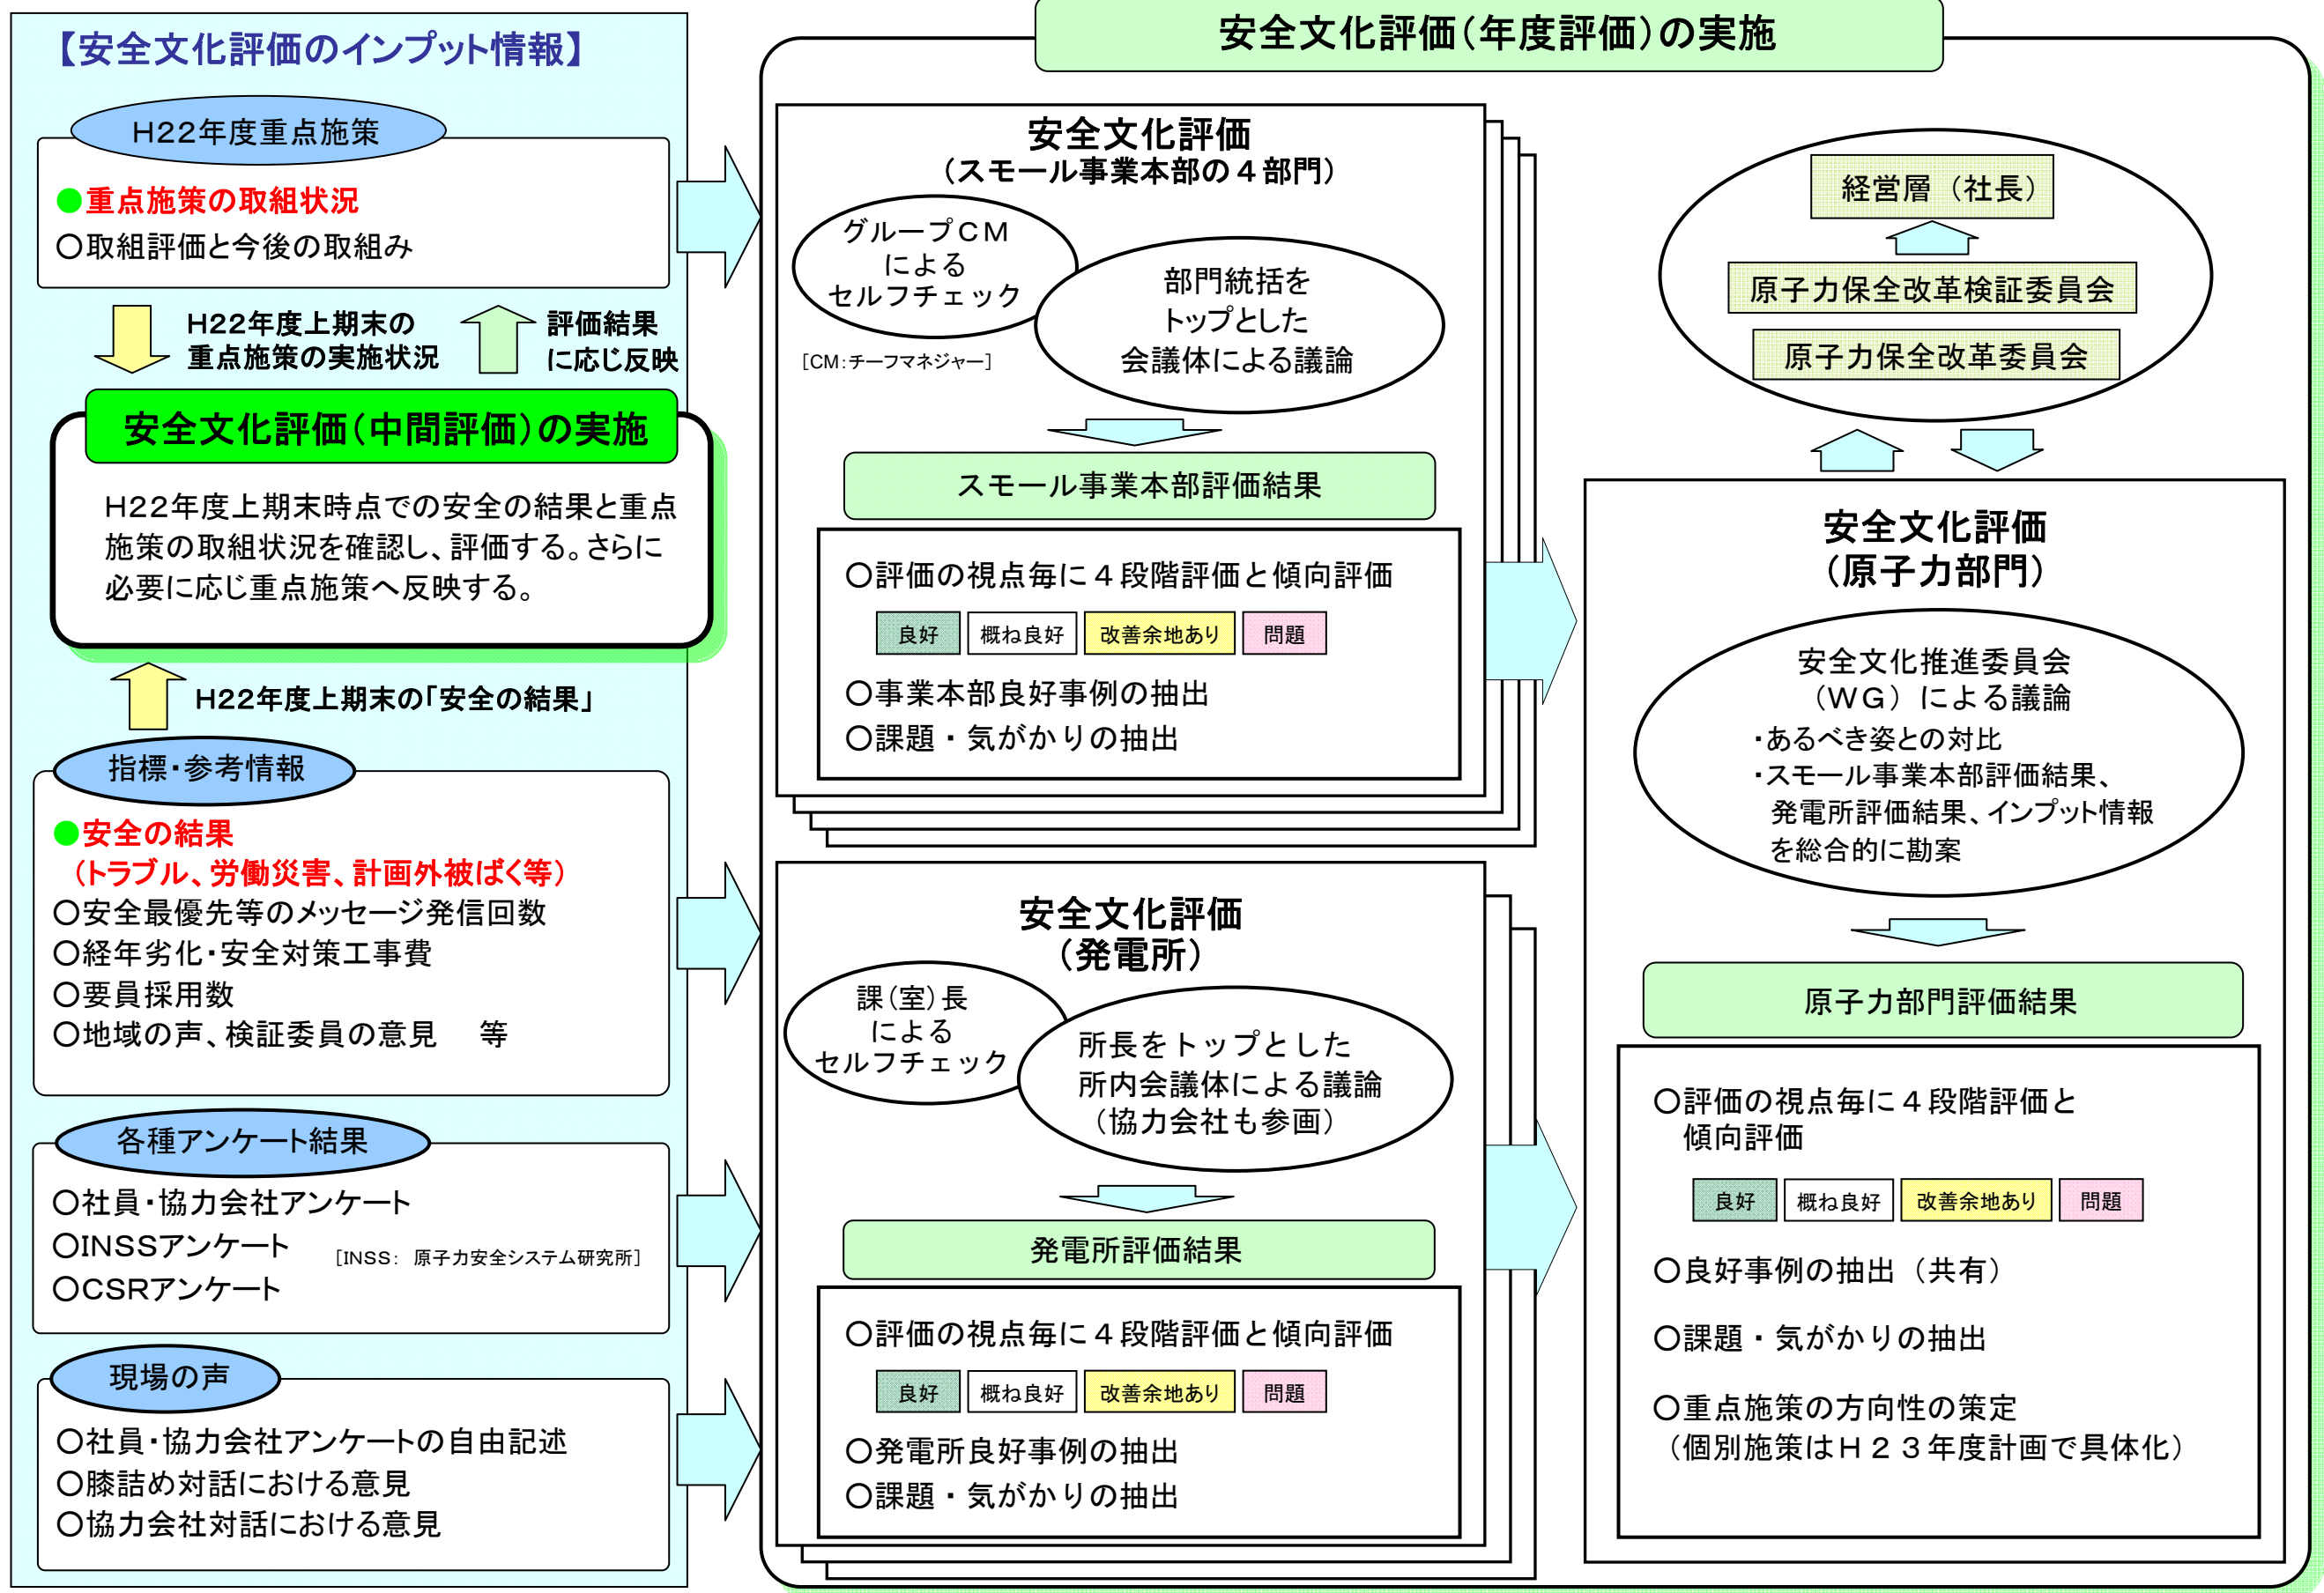 【安全文化評価のインプット情報】
H22年度重点施策
●重点施策の取組状況
○取組評価と今後の取組み
H22年度上期末の
重点施策の実施状況
評価結果
に応じ反映
安全文化評価(中間評価)の実施
H22年度上期末時点での安全の結果と重点
施策の取組状況を確認し、評価する。さらに
必要に応じ重点施策へ反映する。
H22年度上期末の「安全の結果」
指標・参考情報
●安全の結果
(トラブル、労働災害、計画外被ばく等)
○安全最優先等のメッセージ発信回数
○経年劣化・安全対策工事費
○要員採用数
○地域の声、検証委員の意見　等
各種アンケート結果
○社員・協力会社アンケート
○INSSアンケート
[INSS: 原子力安全システム研究所]
○CSRアンケート
現場の声
○社員・協力会社アンケートの自由記述
○膝詰め対話における意見
○協力会社対話における意見
安全文化評価(年度評価)の実施
安全文化評価
(スモール事業本部の4部門)
グループCM
による
セルフチェック
[CM:チーフマネジャー]
部門統括を
トップとした
会議体による議論
スモール事業本部評価結果
○評価の視点毎に4段階評価と傾向評価
良好 概ね良好 改善余地あり 問題
○事業本部良好事例の抽出
○課題・気がかりの抽出
安全文化評価
(発電所)
課(室)長
による
セルフチェック
所長をトップとした
所内会議体による議論
(協力会社も参画)
発電所評価結果
○評価の視点毎に4段階評価と傾向評価
良好 概ね良好 改善余地あり 問題
○発電所良好事例の抽出
○課題・気がかりの抽出
経営層(社長)
原子力保全改革検証委員会
原子力保全改革委員会
安全文化評価
(原子力部門)
安全文化推進委員会
(WG)による議論
・あるべき姿との対比
・スモール事業本部評価結果、
発電所評価結果、インプット情報
を総合的に勘案
原子力部門評価結果
○評価の視点毎に4段階評価と
傾向評価
良好 概ね良好 改善余地あり 問題
○良好事例の抽出(共有)
○課題・気がかりの抽出
○重点施策の方向性の策定
(個別施策はH23年度計画で具体化)